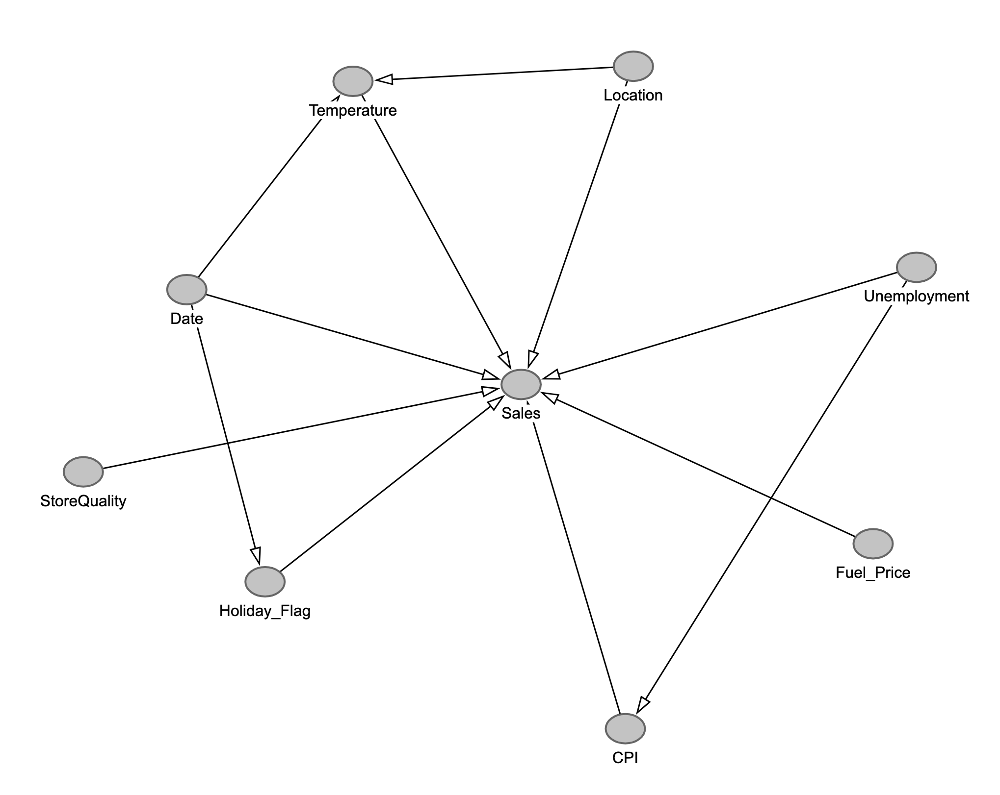 Location
Temperature
Unemployment
Date
Sales
StoreQuality
Fuel_Price
Holiday_Flag
CPI